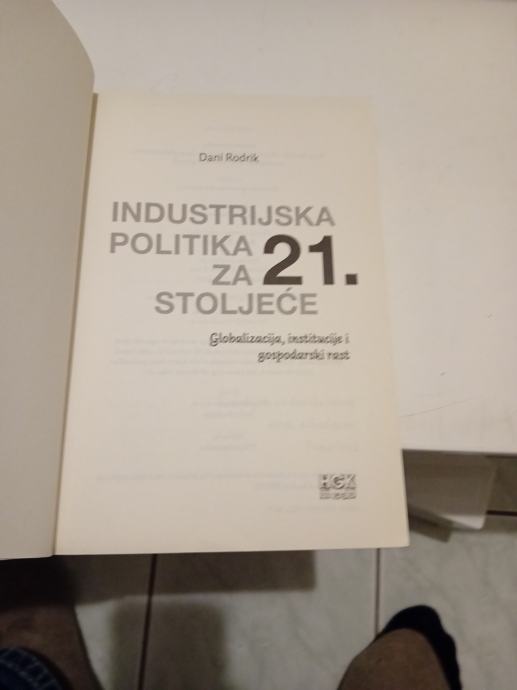 Dani Rodrik
INDUSTRIJSKA
POLITIKA
ZA 21.
STOLJEĆE
Globalizacija, institucije i
gospodarski rast
HGK